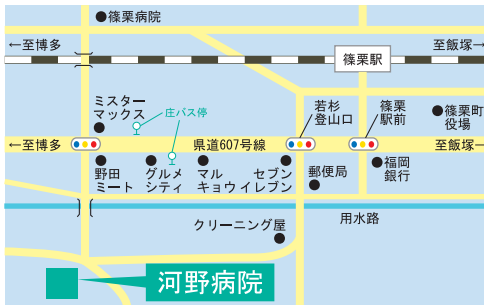 篠栗病院
←至博多
篠栗駅
至飯塚→
ミスター
マックス
庄バス停
若杉
登山口
篠栗
駅前
篠栗町
役場
←至博多
県道607号線
至飯塚→
野田
ミート
グルメ
シティ
マル
キョウ
セブン
イレブン
郵便局
福岡
銀行
用水路
クリーニング屋
河野病院